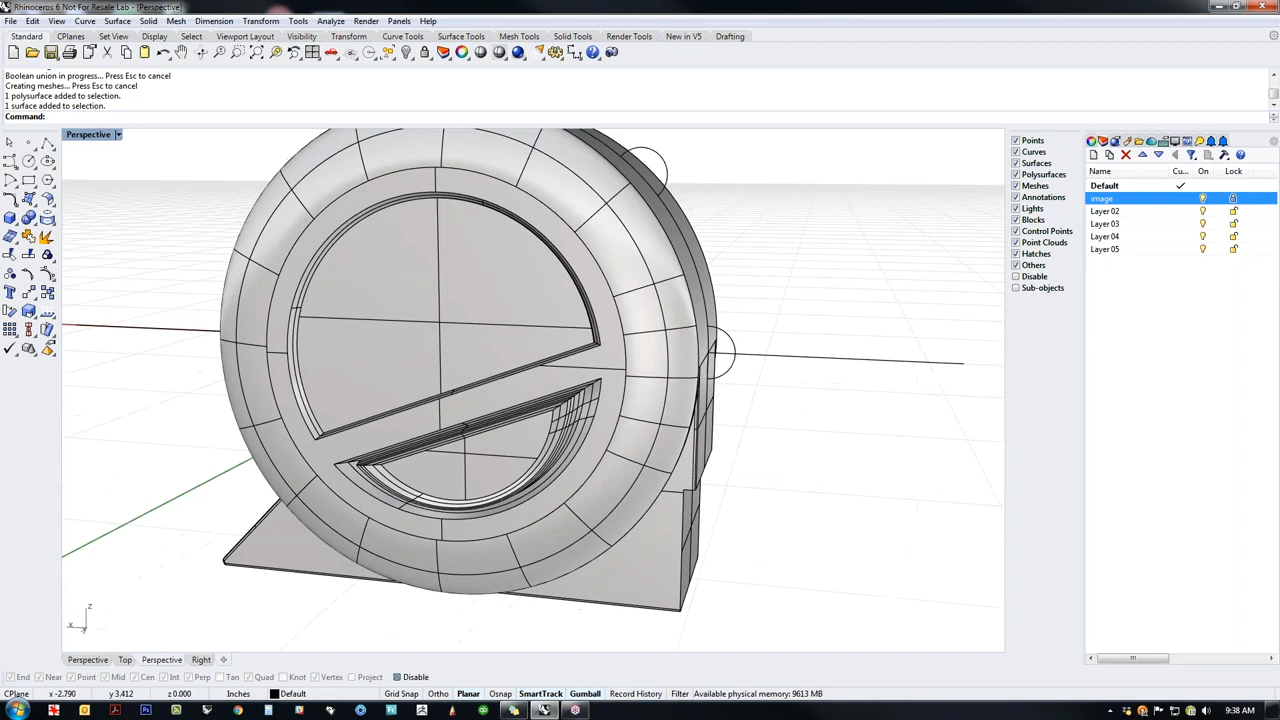 Rhinoceros 6 Not For Resale Lab - [Perspective]
File Edit View Curve Surface Solid Mesh Dimension Transform Tools Analyze Render Panels Help
Standard CPlanes Set View Display Select Viewport Layout Visibility Transform Curve Tools Surface Tools Mesh Tools Solid Tools Render Tools New in V5 Drafting
Boolean union in progress... Press Esc to cancel
Creating meshes... Press Esc to cancel
1 polysurface added to selection.
1 surface added to selection.
Command:
Perspective
Points
Curves
Surfaces
Polysurfaces
Meshes
Annotations
Lights
Blocks
Control Points
Point Clouds
Hatches
Others
Disable
Sub-objects
Name Cu... On Lock
Default
image
Layer 02
Layer 03
Layer 04
Layer 05
z
x
y
Perspective Top Perspective Right
End Near Point Mid Cen Int Perp Tan Quad Knot Vertex Project Disable
CPlane x -2.790 y 3.412 z 0.000 Inches Default Grid Snap Ortho Planar Osnap SmartTrack Gumball Record History Filter Available physical memory: 9613 MB
9:38 AM